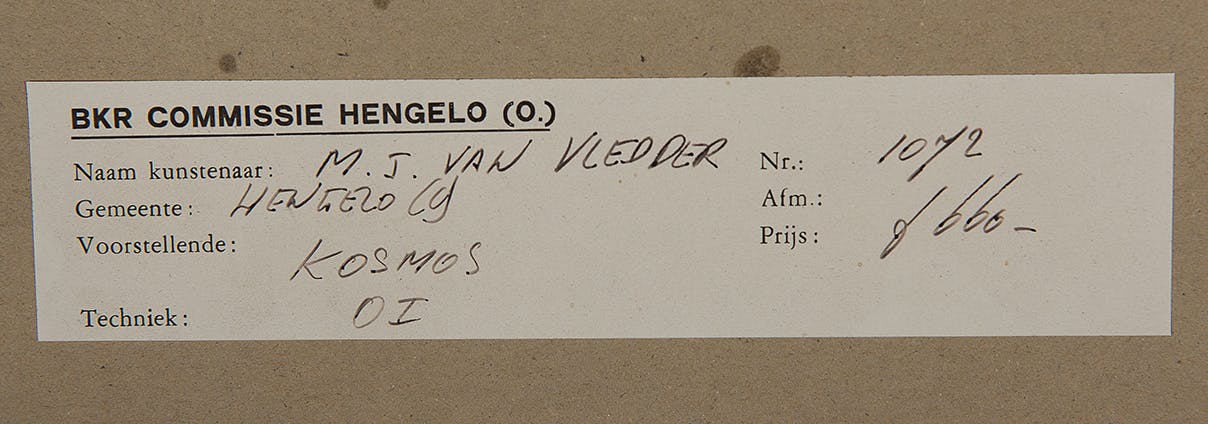 BKR COMMISSIE HENGELO (O.)
Naam kunstenaar: M. J. VAN VLEDDER
Gemeente: HENGELO
Voorstellende: KOSMOS
Techniek: OI
Nr.: 1072
Afm.:
Prijs: f 660-